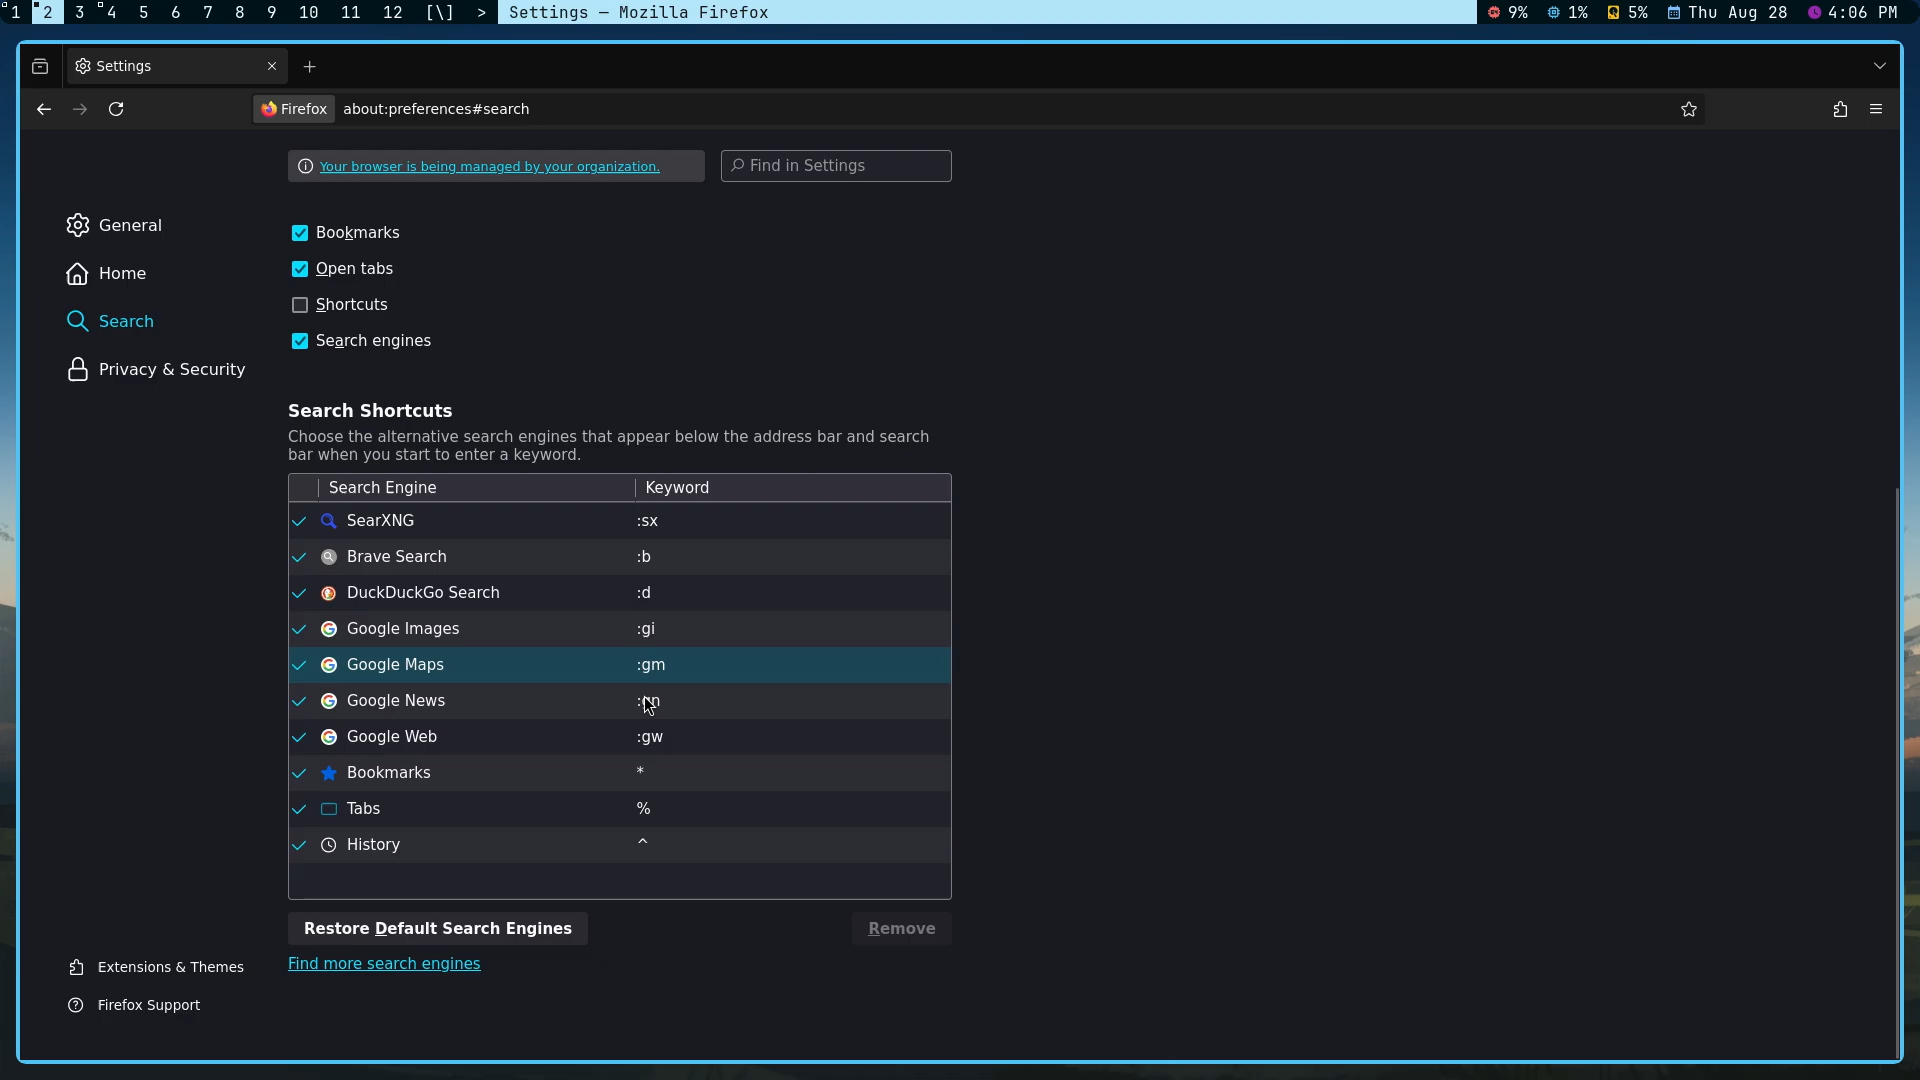 1 2 3 4 5 6 7 8 9 10 11 12 [\] > Settings — Mozilla Firefox 9% 1% 5% Thu Aug 28 4:06 PM
Settings
Firefox about:preferences#search
Your browser is being managed by your organization. Find in Settings
General
Home
Search
Privacy & Security
Bookmarks
Open tabs
Shortcuts
Search engines
Search Shortcuts
Choose the alternative search engines that appear below the address bar and search
bar when you start to enter a keyword.
Search Engine Keyword
SearXNG :sx
Brave Search :b
DuckDuckGo Search :d
Google Images :gi
Google Maps :gm
Google News
Google Web :gw
Bookmarks *
Tabs %
History ^
Restore Default Search Engines Remove
Find more search engines
Extensions & Themes
Firefox Support